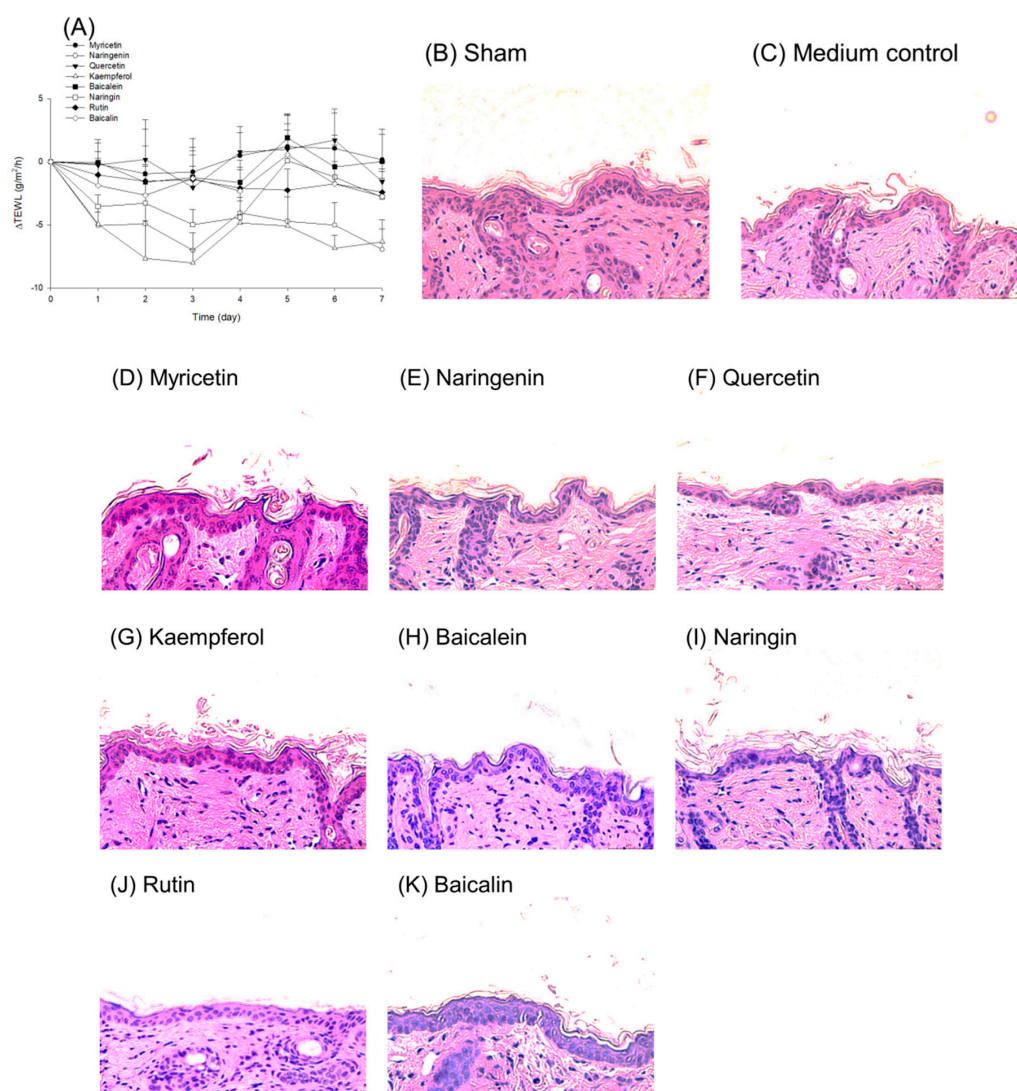 (A)
Myricetin
Naringenin
Quercetin
Kaempferol
Baicalein
Naringin
Rutin
Baicalin
5
0
-5
-10
ΔTEWL (g/m²/h)
0 1 2 3 4 5 6 7
Time (day)
(B) Sham
(C) Medium control
(D) Myricetin
(E) Naringenin
(F) Quercetin
(G) Kaempferol
(H) Baicalein
(I) Naringin
(J) Rutin
(K) Baicalin